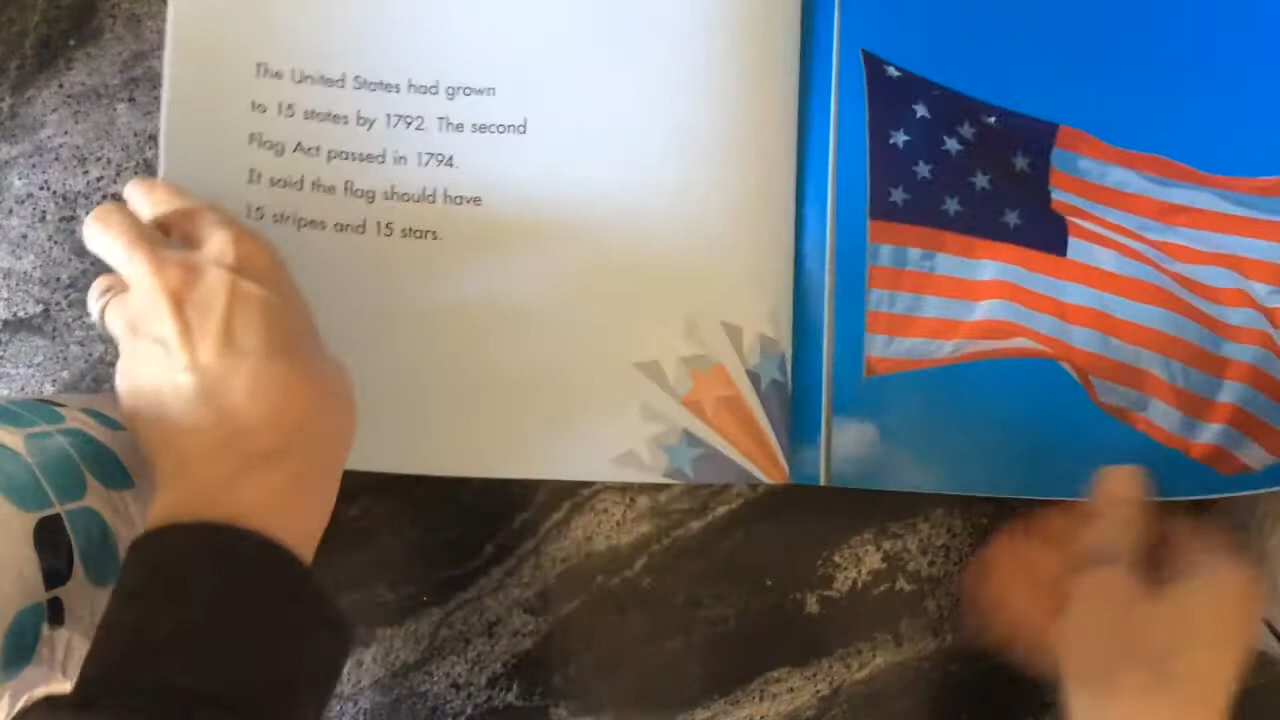 The United States had grown
to 15 states by 1792. The second
Flag Act passed in 1794.
It said the flag should have
15 stripes and 15 stars.